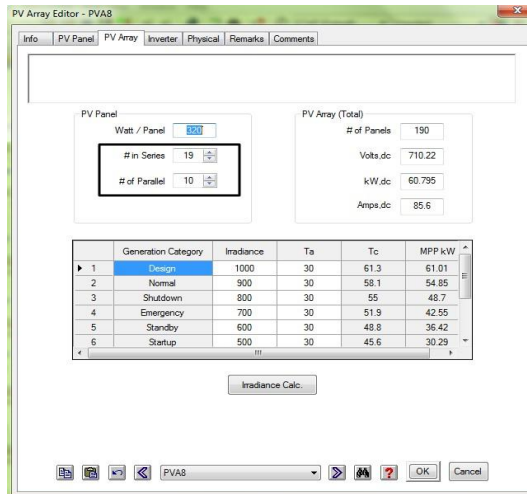 PV Array Editor - PVA8
Info PV Panel PV Array Inverter Physical Remarks Comments
PV Panel
Watt / Panel 320
# in Series 19
# of Parallel 10
PV Array (Total)
# of Panels 190
Volts,dc 710.22
kW,dc 60.795
Amps,dc 85.6
Generation Category Irradiance Ta Tc MPP kW
1 Design 1000 30 61.3 61.01
2 Normal 900 30 58.1 54.85
3 Shutdown 800 30 55 48.7
4 Emergency 700 30 51.9 42.55
5 Standby 600 30 48.8 36.42
6 Startup 500 30 45.6 30.29
Irradiance Calc.
PVA8 ? OK Cancel